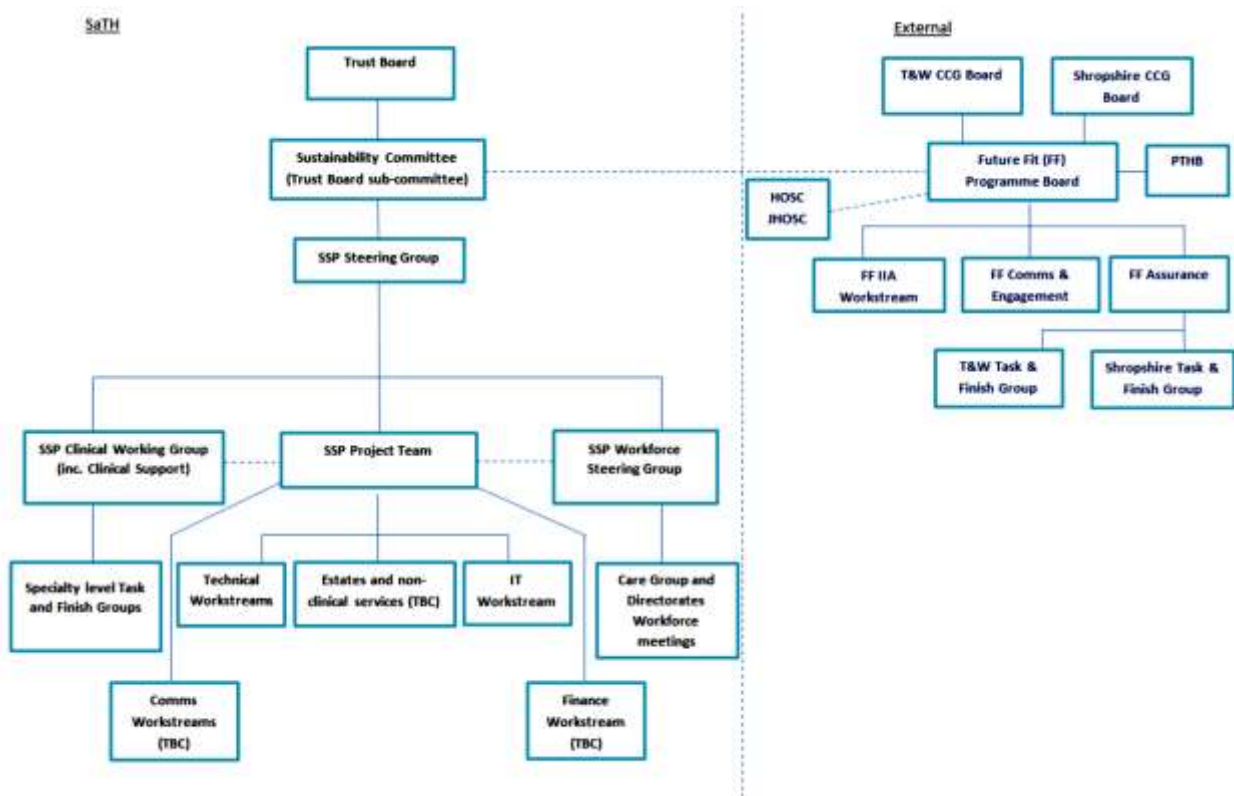 SaTH
External
Trust Board
T&W CCG Board
Shropshire CCG
Board
Sustainability Committee
(Trust Board sub-committee)
Future Fit (FF)
Programme Board
PTHB
HOSC
JHOSC
SSP Steering Group
FF IIA
Workstream
FF Comms &
Engagement
FF Assurance
T&W Task &
Finish Group
Shropshire Task &
Finish Group
SSP Clinical Working Group
(inc. Clinical Support)
SSP Project Team
SSP Workforce
Steering Group
Specialty level Task
and Finish Groups
Technical
Workstreams
Estates and non-
clinical services (TBC)
IT
Workstream
Care Group and
Directorates
Workforce
meetings
Comms
Workstreams
(TBC)
Finance
Workstream
(TBC)